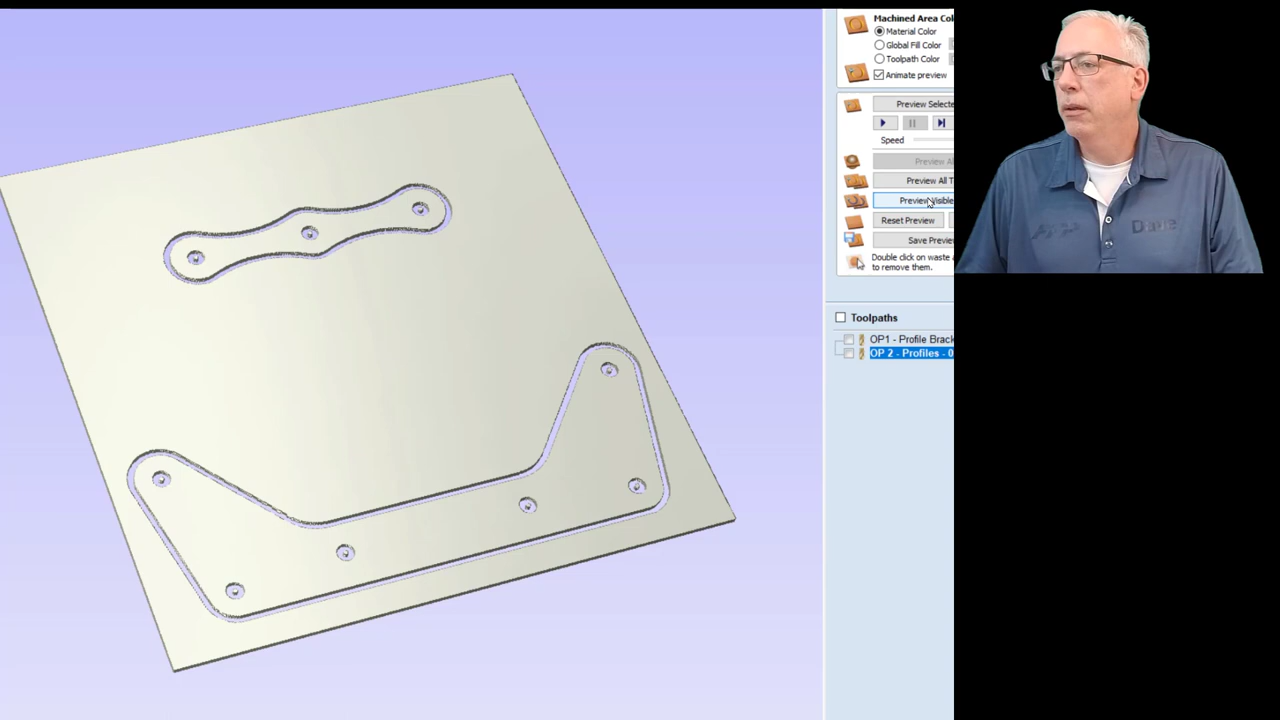 Machined Area Col
Material Color
Global Fill Color
Toolpath Color
Animate preview
Preview Selecte
Speed
Preview Al
Preview All T
Preview Visible
Reset Preview
Save Previe
Double click on waste a
to remove them.
Toolpaths
OP1 - Profile Brack
OP 2 - Profiles - 0